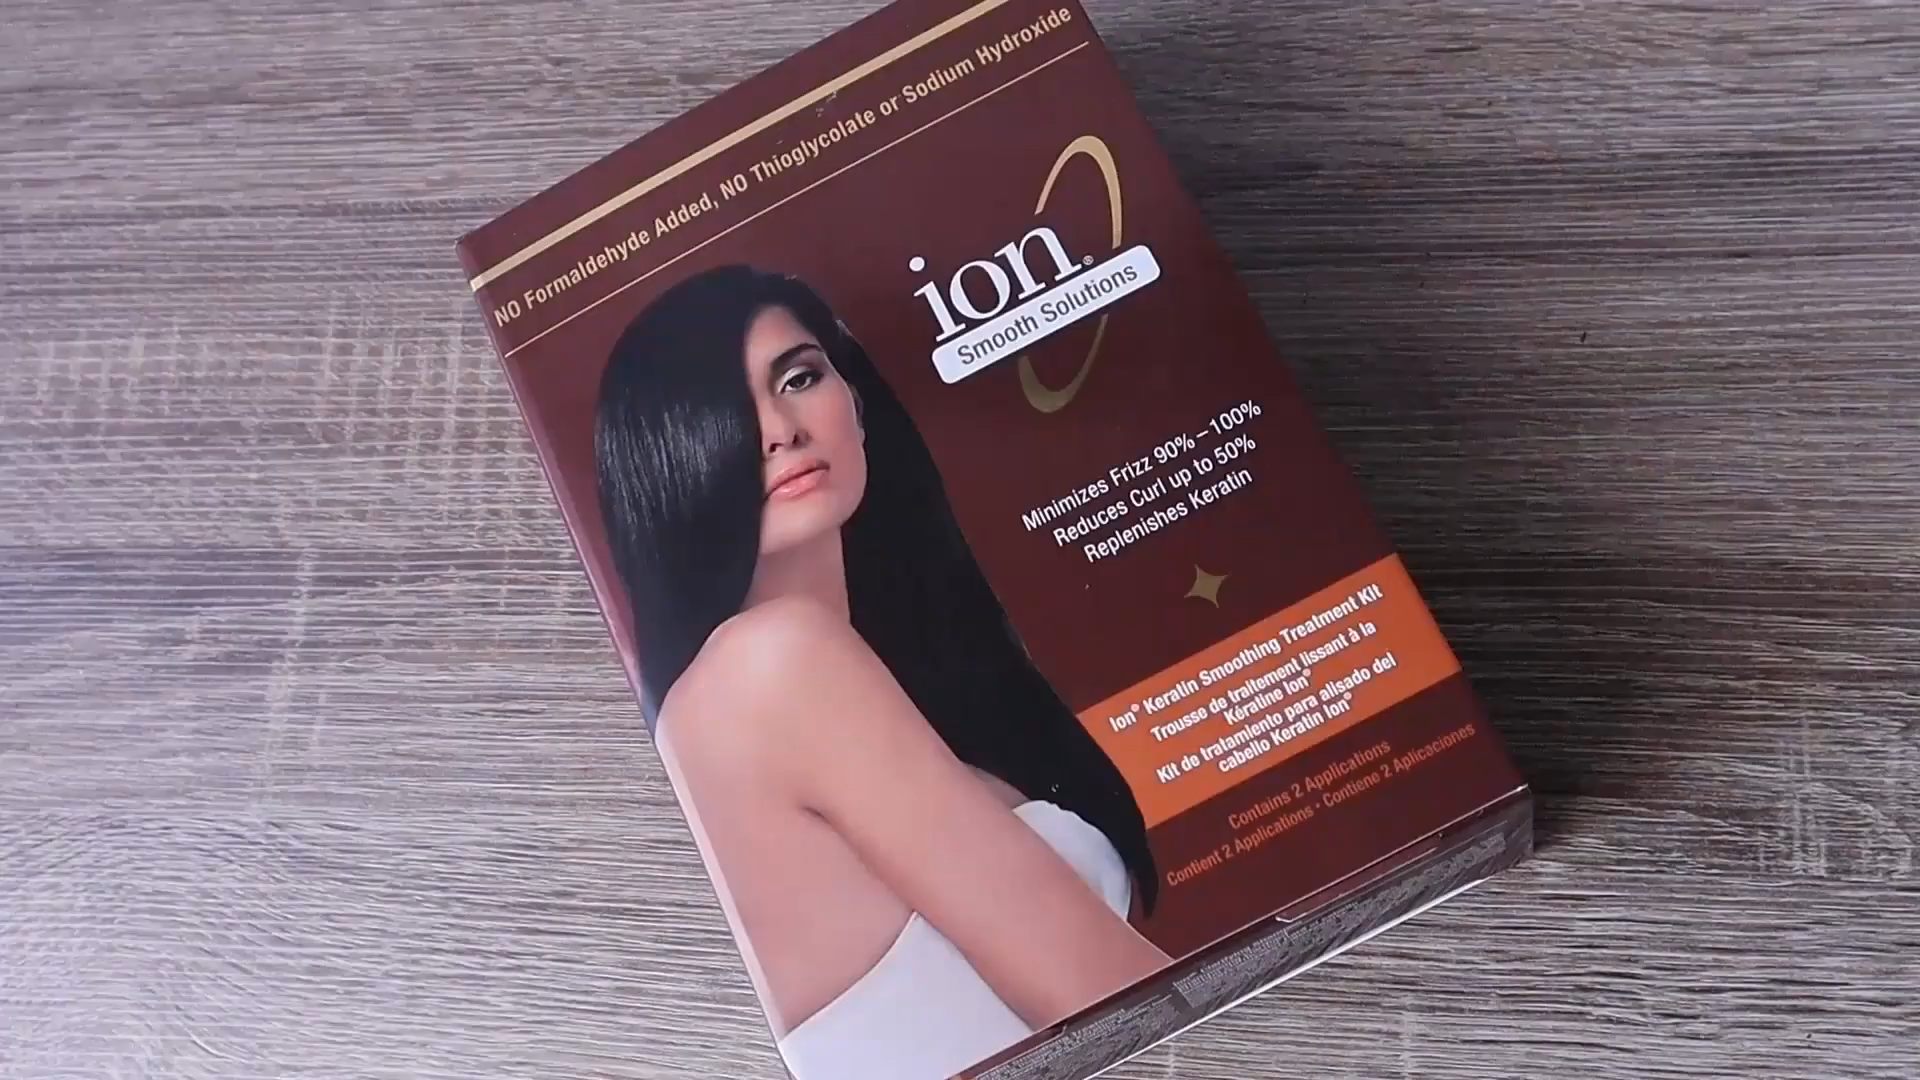 NO Formaldehyde Added, NO Thioglycolate or Sodium Hydroxide
ion®
Smooth Solutions
Minimizes Frizz 90% – 100%
Reduces Curl up to 50%
Replenishes Keratin
Ion® Keratin Smoothing Treatment Kit
Trousse de traitement lissant à la
Kératine Ion®
Kit de tratamiento para alisado del
cabello Keratin Ion®
Contains 2 Applications
Contient 2 Applications • Contiene 2 Aplicaciones